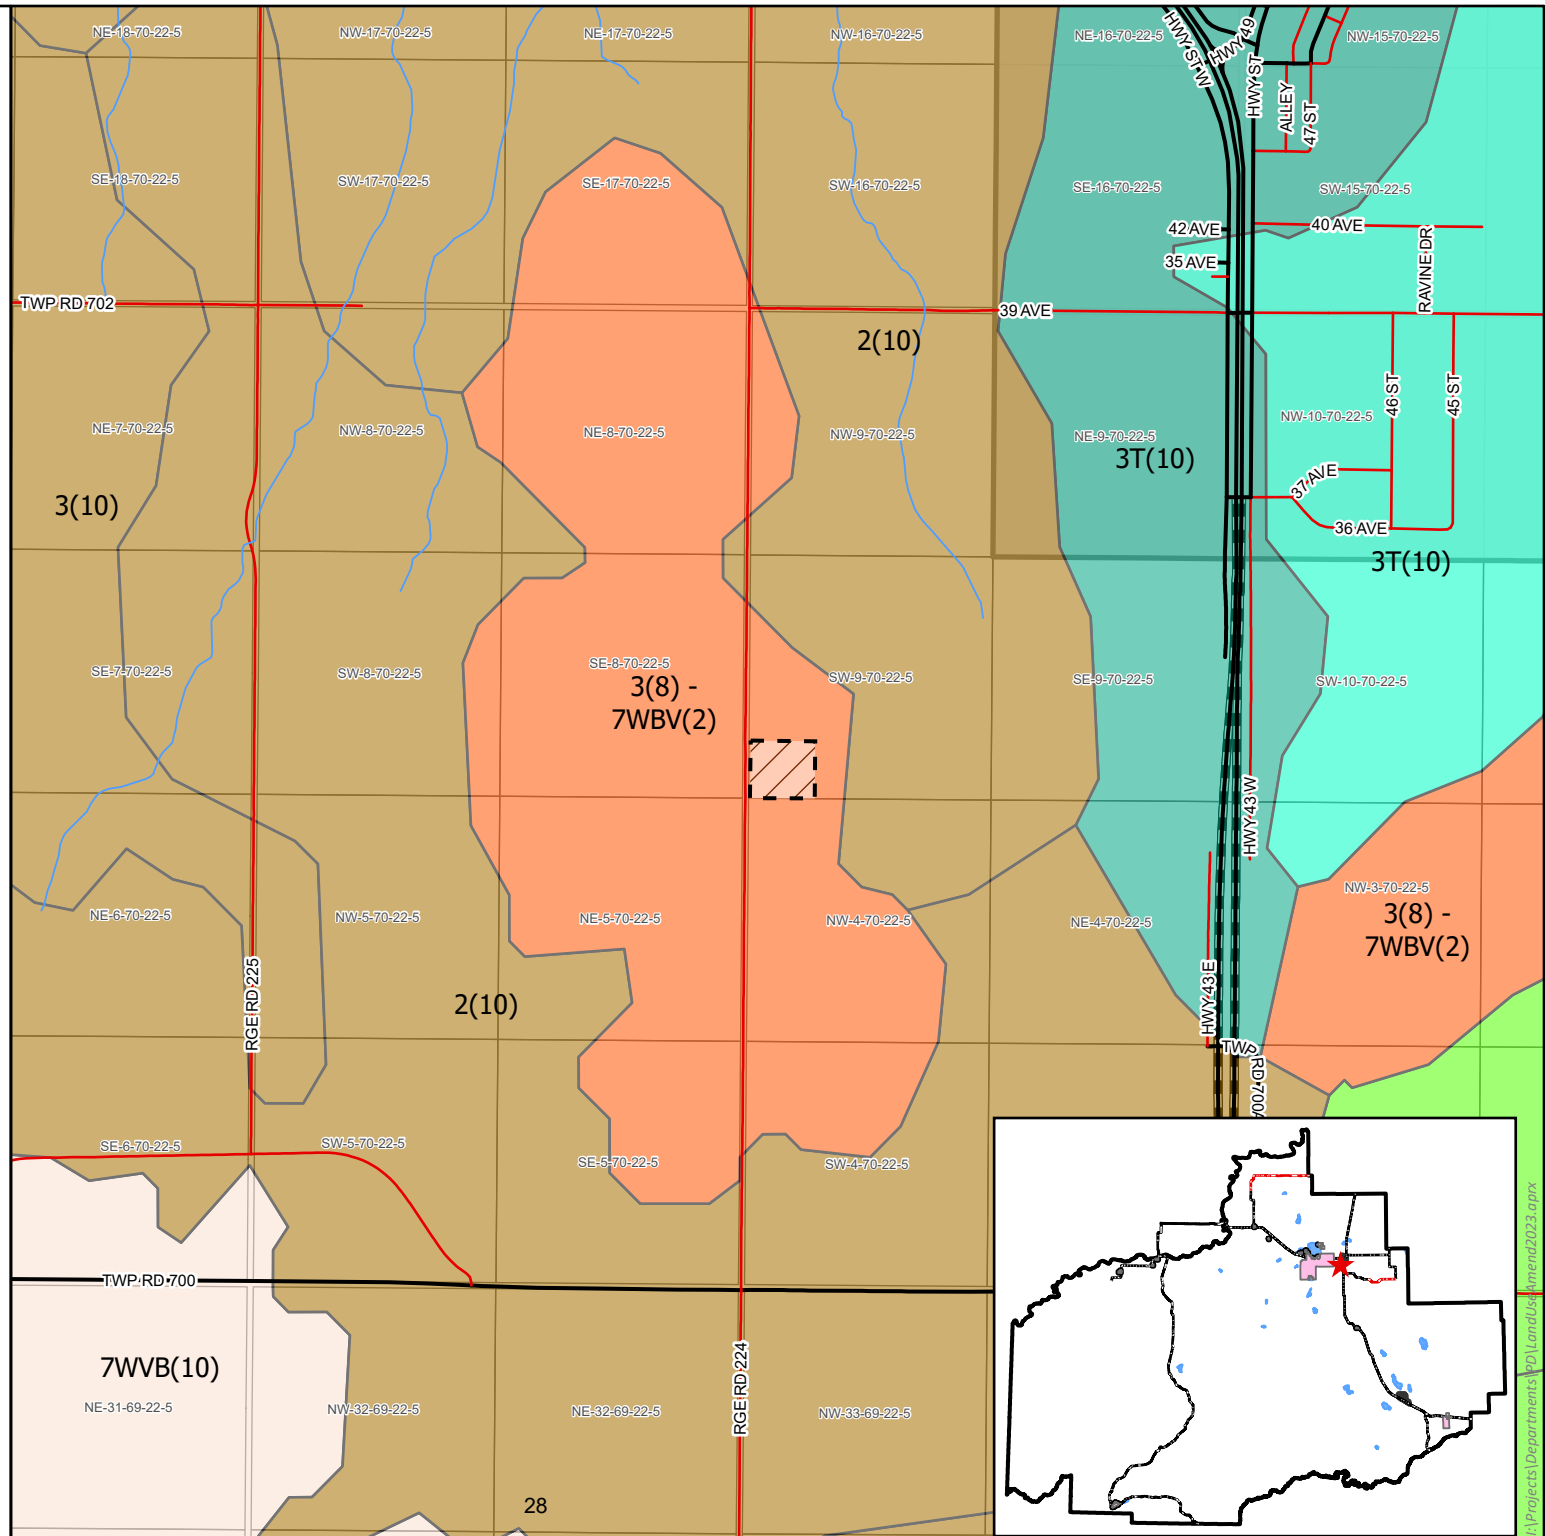 NE-18-70-22-5
NW-17-70-22-5
NE-17-70-22-5
NW-16-70-22-5
NE-16-70-22-5
HWY ST W
HWY 49
HWY ST
NW-15-70-22-5
ALLEY
47 ST
SE-18-70-22-5
SW-17-70-22-5
SE-17-70-22-5
SW-16-70-22-5
SE-16-70-22-5
SW-15-70-22-5
42 AVE
40 AVE
35 AVE
RAVINE DR
TWP RD 702
39 AVE
2(10)
NE-7-70-22-5
NW-8-70-22-5
NE-8-70-22-5
NW-9-70-22-5
NE-9-70-22-5
3T(10)
NW-10-70-22-5
46 ST
45 ST
37 AVE
36 AVE
3(10)
3T(10)
SE-7-70-22-5
SW-8-70-22-5
SE-8-70-22-5
3(8) -
7WBV(2)
SW-9-70-22-5
SE-9-70-22-5
SW-10-70-22-5
HWY 43 W
NE-6-70-22-5
NW-5-70-22-5
NE-5-70-22-5
NW-4-70-22-5
NE-4-70-22-5
NW-3-70-22-5
3(8) -
7WBV(2)
RGE RD 225
2(10)
HWY 43 E
TWP RD 700A
SE-6-70-22-5
SW-5-70-22-5
SE-5-70-22-5
SW-4-70-22-5
TWP RD 700
7WVB(10)
RGE RD 224
NE-31-69-22-5
NW-32-69-22-5
NE-32-69-22-5
NW-33-69-22-5
28
I:\Projects\Departments\PD\LandUseAmend2023.aprx